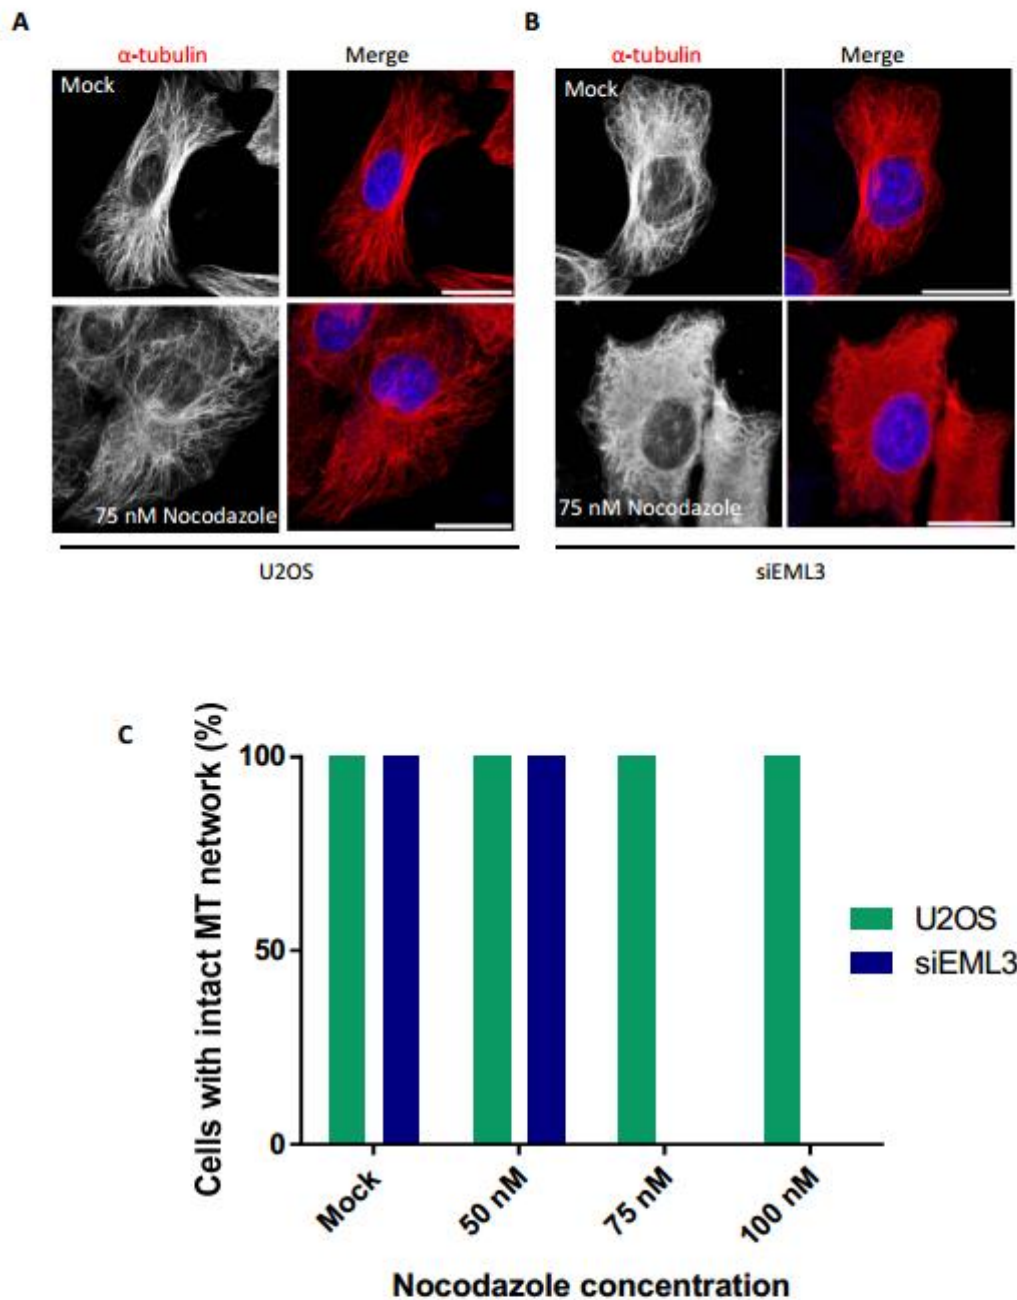 A
B
α-tubulin Merge
α-tubulin Merge
Mock
Mock
75 nM Nocodazole
75 nM Nocodazole
U2OS
siEML3
C
Cells with intact MT network (%)
100
50
0
Mock 50 nM 75 nM 100 nM
Nocodazole concentration
U2OS
siEML3